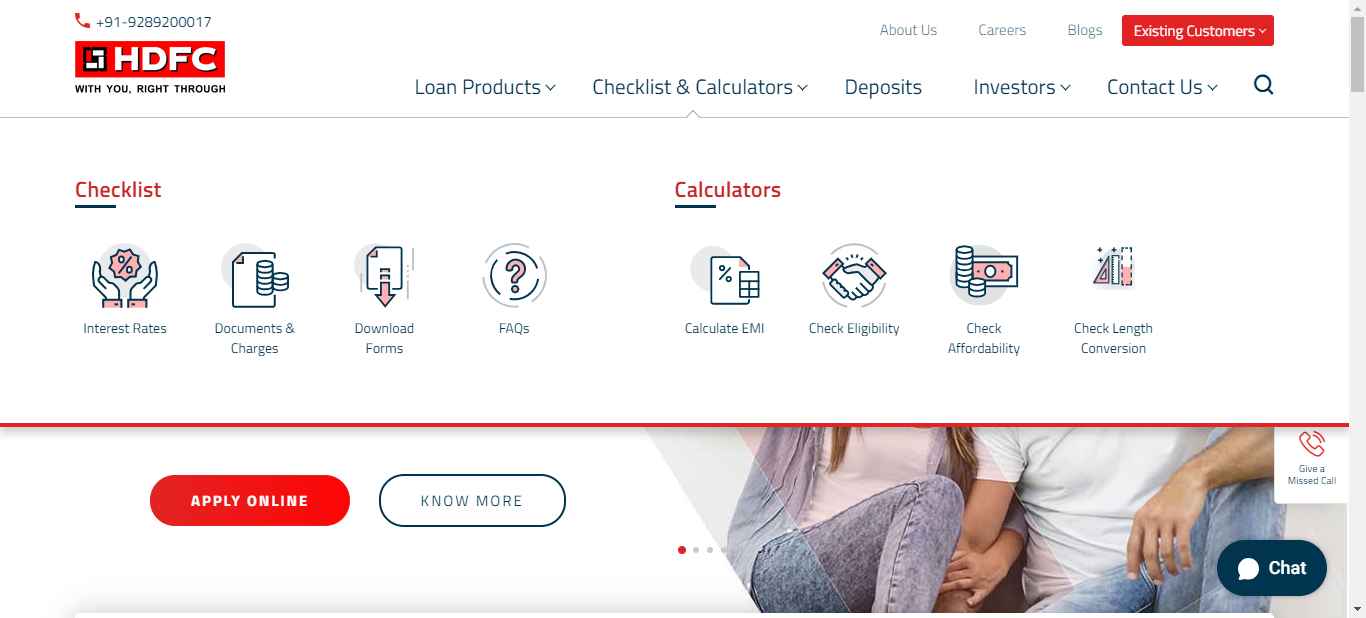 +91-9289200017
HDFC
WITH YOU, RIGHT THROUGH
About Us
Careers
Blogs
Existing Customers
Loan Products
Checklist & Calculators
Deposits
Investors
Contact Us
Checklist
Calculators
Interest Rates
Documents &
Charges
Download
Forms
FAQs
Calculate EMI
Check Eligibility
Check
Affordability
Check Length
Conversion
Give a
Missed Call
APPLY ONLINE
KNOW MORE
Chat